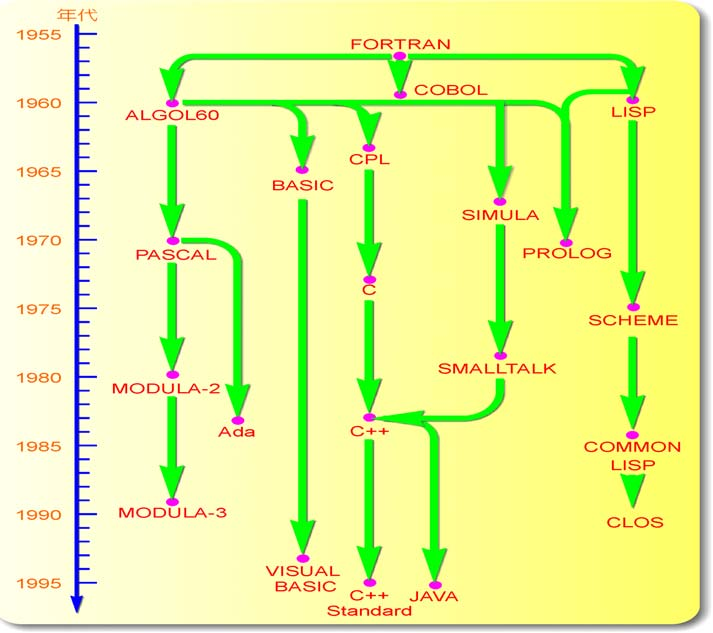 年代
1955
FORTRAN
COBOL
1960
ALGOL60
LISP
CPL
1965
BASIC
SIMULA
1970
PASCAL
PROLOG
C
1975
SCHEME
SMALLTALK
1980
MODULA-2
Ada
C++
1985
COMMON
LISP
1990
MODULA-3
CLOS
VISUAL
BASIC
1995
C++
Standard
JAVA